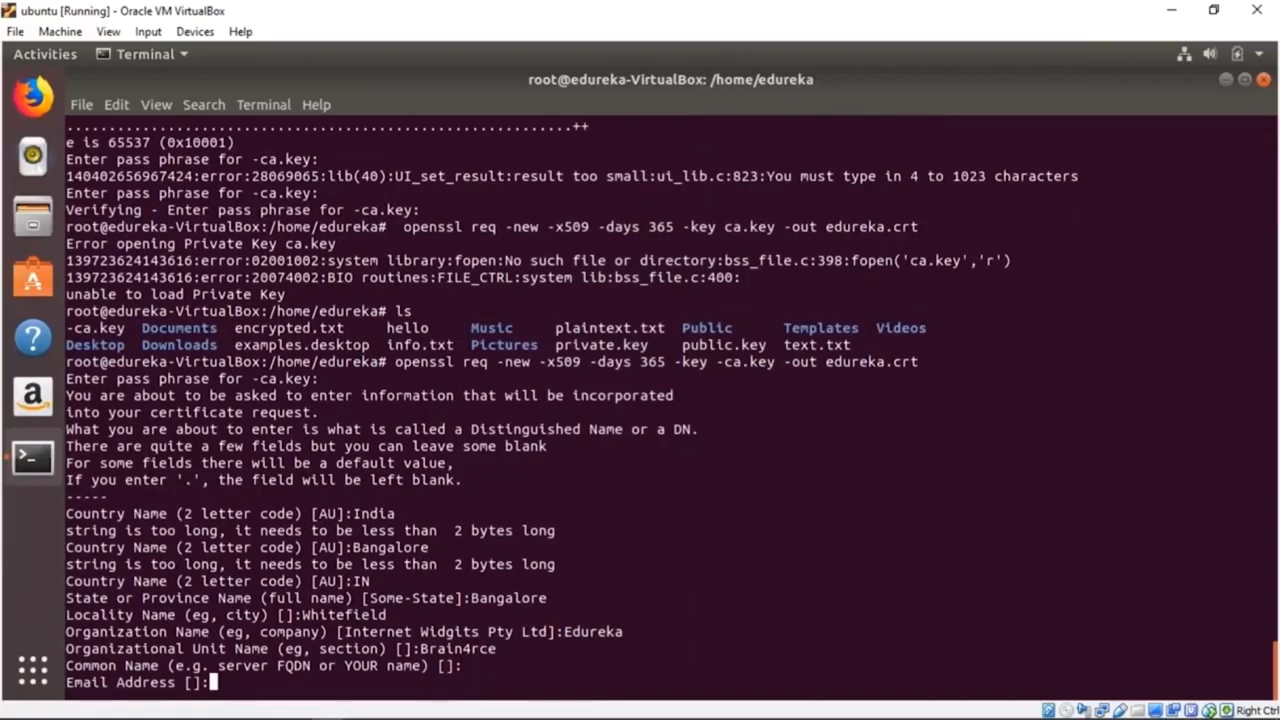 ubuntu [Running] - Oracle VM VirtualBox
File Machine View Input Devices Help
Activities Terminal
root@edureka-VirtualBox: /home/edureka
File Edit View Search Terminal Help
............................................................++
e is 65537 (0x10001)
Enter pass phrase for -ca.key:
140402656967424:error:28069065:lib(40):UI_set_result:result too small:ui_lib.c:823:You must type in 4 to 1023 characters
Enter pass phrase for -ca.key:
Verifying - Enter pass phrase for -ca.key:
root@edureka-VirtualBox:/home/edureka#  openssl req -new -x509 -days 365 -key ca.key -out edureka.crt
Error opening Private Key ca.key
139723624143616:error:02001002:system library:fopen:No such file or directory:bss_file.c:398:fopen('ca.key','r')
139723624143616:error:20074002:BIO routines:FILE_CTRL:system lib:bss_file.c:400:
unable to load Private Key
root@edureka-VirtualBox:/home/edureka# ls
-ca.key Documents encrypted.txt hello Music plaintext.txt Public Templates Videos
Desktop Downloads examples.desktop info.txt Pictures private.key public.key text.txt
root@edureka-VirtualBox:/home/edureka# openssl req -new -x509 -days 365 -key -ca.key -out edureka.crt
Enter pass phrase for -ca.key:
You are about to be asked to enter information that will be incorporated
into your certificate request.
What you are about to enter is what is called a Distinguished Name or a DN.
There are quite a few fields but you can leave some blank
For some fields there will be a default value,
If you enter '.', the field will be left blank.
-----
Country Name (2 letter code) [AU]:India
string is too long, it needs to be less than  2 bytes long
Country Name (2 letter code) [AU]:Bangalore
string is too long, it needs to be less than  2 bytes long
Country Name (2 letter code) [AU]:IN
State or Province Name (full name) [Some-State]:Bangalore
Locality Name (eg, city) []:Whitefield
Organization Name (eg, company) [Internet Widgits Pty Ltd]:Edureka
Organizational Unit Name (eg, section) []:Brain4rce
Common Name (e.g. server FQDN or YOUR name) []:
Email Address []:
Right Ctrl